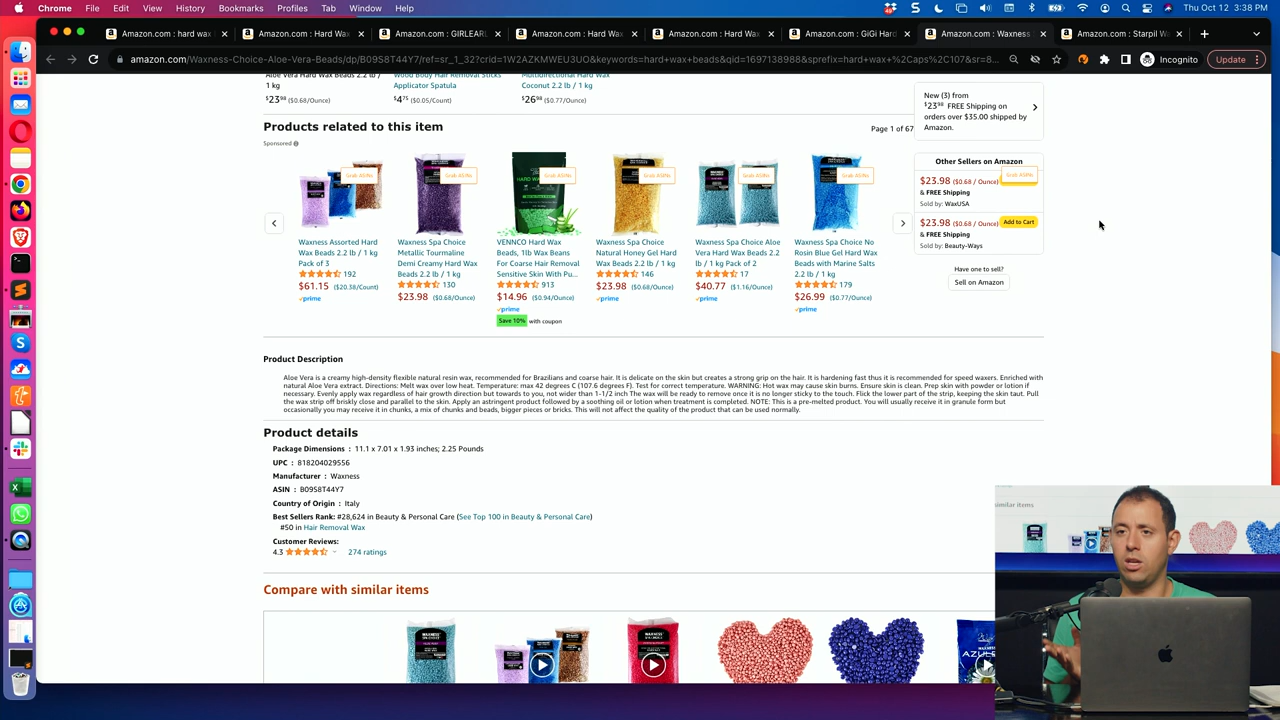 Chrome File Edit View History Bookmarks Profiles Tab Window Help
Wed Nov 8 3:38 PM
Amazon.com : hard wax
Amazon.com : Hard Wax
Amazon.com : GIRLEARL
Amazon.com : Hard Wax
Amazon.com : Hard Wax
Amazon.com : GiGi Hard
Amazon.com : Waxness
Amazon.com : Starpil Wa
amazon.com/Waxness-Choice-Aloe-Vera-Beads/dp/B09S8T44Y7/ref=sr_1_32?crid=1W2AZKMWEU3UO&keywords=hard+wax+beads&qid=1697138988&sprefix=hard+wax+%2Caps%2C107&sr=8...
Incognito
Update
Aloe Vera Hard Wax Beads 2.2 lb /
1 kg
$23.98 ($0.68/Ounce)
Wood Body Hair Removal Sticks
Applicator Spatula
$4.75 ($0.05/Count)
Multidirectional Hard Wax
Coconut 2.2 lb / 1 kg
$26.98 ($0.77/Ounce)
New (3) from
$23.98 FREE Shipping on
orders over $35.00 shipped by
Amazon.
Products related to this item
Page 1 of 67
Sponsored
Other Sellers on Amazon
$23.98 ($0.68 / Ounce)
Grab ASINs
& FREE Shipping
Sold by: WaxUSA
$23.98 ($0.68 / Ounce)
Add to Cart
& FREE Shipping
Sold by: Beauty-Ways
Have one to sell?
Sell on Amazon
Grab ASINs
Grab ASINs
Grab ASINs
Grab ASINs
Grab ASINs
Grab ASINs
Waxness Assorted Hard
Wax Beads 2.2 lb / 1 kg
Pack of 3
192
$61.15 ($20.38/Count)
prime
Waxness Spa Choice
Metallic Tourmaline
Demi Creamy Hard Wax
Beads 2.2 lb / 1 kg
130
$23.98 ($0.68/Ounce)
VENNCO Hard Wax
Beads, 1lb Wax Beans
For Coarse Hair Removal
Sensitive Skin With Pu...
913
$14.96 ($0.94/Ounce)
prime
Save 10% with coupon
Waxness Spa Choice
Natural Honey Gel Hard
Wax Beads 2.2 lb / 1 kg
146
$23.98 ($0.68/Ounce)
prime
Waxness Spa Choice Aloe
Vera Hard Wax Beads 2.2
lb / 1 kg Pack of 2
17
$40.77 ($1.16/Ounce)
prime
Waxness Spa Choice No
Rosin Blue Gel Hard Wax
Beads with Marine Salts
2.2 lb / 1 kg
179
$26.99 ($0.77/Ounce)
prime
Product Description
Aloe Vera is a creamy high-density flexible natural resin wax, recommended for Brazilians and coarse hair. It is delicate on the skin but creates a strong grip on the hair. It is hardening fast thus it is recommended for speed waxers. Enriched with
natural Aloe Vera extract. Directions: Melt wax over low heat. Temperature: max 42 degrees C (107.6 degrees F). Test for correct temperature. WARNING: Hot wax may cause skin burns. Ensure skin is clean. Prep skin with powder or lotion if
necessary. Evenly apply wax regardless of hair growth direction but towards to you, not wider than 1-1/2 inch The wax will be ready to remove once it is no longer sticky to the touch. Flick the lower part of the strip, keeping the skin taut. Pull
the wax strip off briskly close and parallel to the skin. Apply an astringent product followed by a soothing oil or lotion when treatment is completed. NOTE: This is a pre-melted product. You will usually receive it in granule form but
occasionally you may receive it in chunks, a mix of chunks and beads, bigger pieces or bricks. This will not affect the quality of the product that can be used normally.
Product details
Package Dimensions : 11.1 x 7.01 x 1.93 inches; 2.25 Pounds
UPC : 818204029556
Manufacturer : Waxness
ASIN : B09S8T44Y7
Country of Origin : Italy
Best Sellers Rank: #28,624 in Beauty & Personal Care (See Top 100 in Beauty & Personal Care)
#50 in Hair Removal Wax
Customer Reviews:
4.3 274 ratings
Compare with similar items
similar items
AZUL